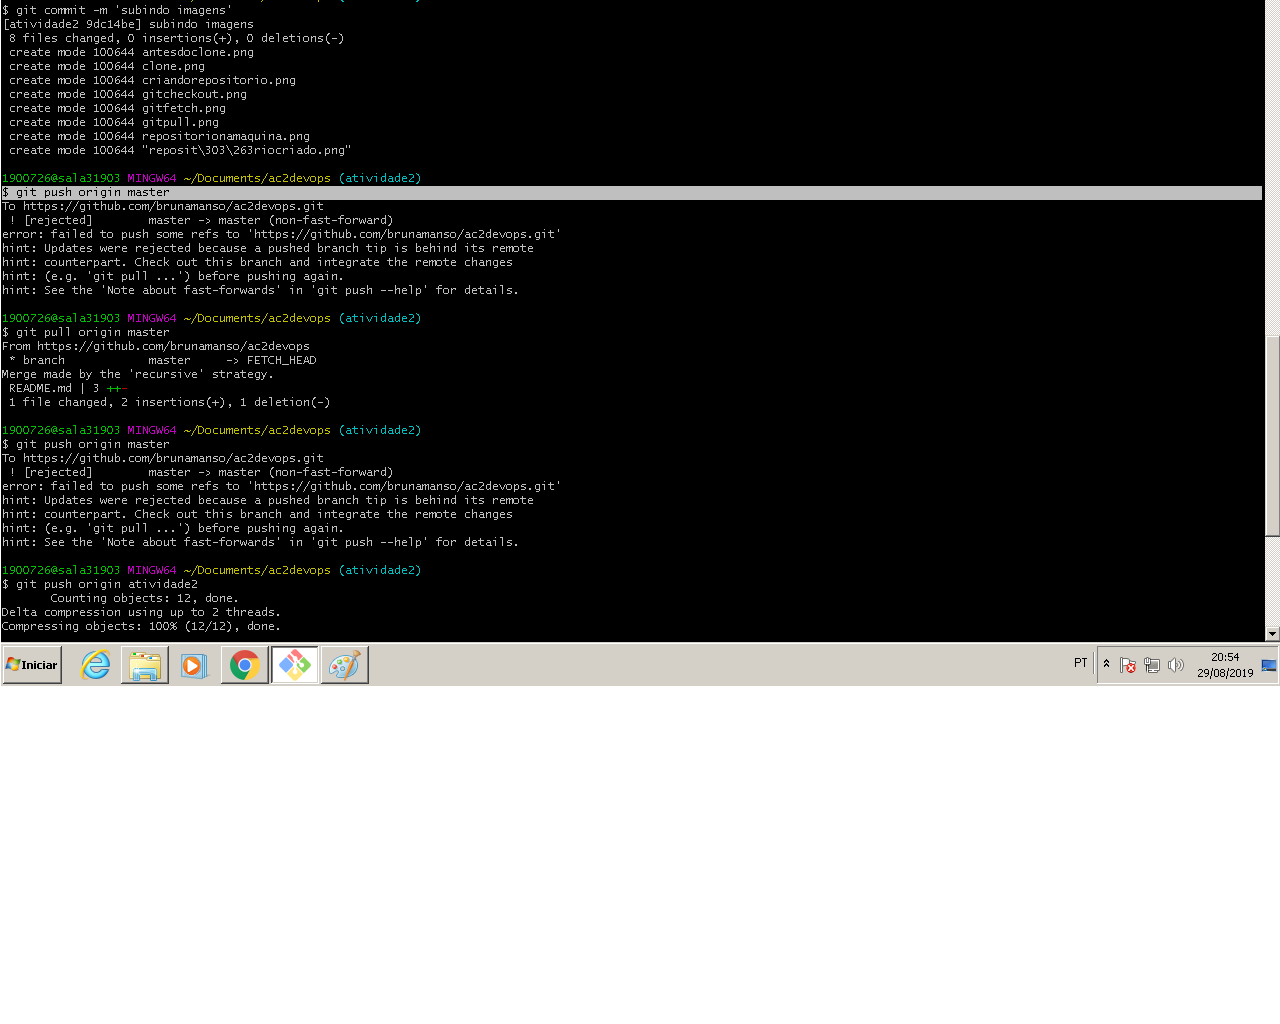 $ git commit -m 'subindo imagens'
[atividade2 9dc14be] subindo imagens
 8 files changed, 0 insertions(+), 0 deletions(-)
 create mode 100644 antesdoclone.png
 create mode 100644 clone.png
 create mode 100644 criandorepositorio.png
 create mode 100644 gitcheckout.png
 create mode 100644 gitfetch.png
 create mode 100644 gitpull.png
 create mode 100644 repositorionamaquina.png
 create mode 100644 "reposit\303\263riocriado.png"
1900726@sala31903 MINGW64 ~/Documents/ac2devops (atividade2)
$ git push origin master
To https://github.com/brunamanso/ac2devops.git
 ! [rejected]        master -> master (non-fast-forward)
error: failed to push some refs to 'https://github.com/brunamanso/ac2devops.git'
hint: Updates were rejected because a pushed branch tip is behind its remote
hint: counterpart. Check out this branch and integrate the remote changes
hint: (e.g. 'git pull ...') before pushing again.
hint: See the 'Note about fast-forwards' in 'git push --help' for details.
1900726@sala31903 MINGW64 ~/Documents/ac2devops (atividade2)
$ git pull origin master
From https://github.com/brunamanso/ac2devops
 * branch            master     -> FETCH_HEAD
Merge made by the 'recursive' strategy.
 README.md | 3 ++-
 1 file changed, 2 insertions(+), 1 deletion(-)
1900726@sala31903 MINGW64 ~/Documents/ac2devops (atividade2)
$ git push origin master
To https://github.com/brunamanso/ac2devops.git
 ! [rejected]        master -> master (non-fast-forward)
error: failed to push some refs to 'https://github.com/brunamanso/ac2devops.git'
hint: Updates were rejected because a pushed branch tip is behind its remote
hint: counterpart. Check out this branch and integrate the remote changes
hint: (e.g. 'git pull ...') before pushing again.
hint: See the 'Note about fast-forwards' in 'git push --help' for details.
1900726@sala31903 MINGW64 ~/Documents/ac2devops (atividade2)
$ git push origin atividade2
       Counting objects: 12, done.
Delta compression using up to 2 threads.
Compressing objects: 100% (12/12), done.
Iniciar
PT
20:54
29/08/2019